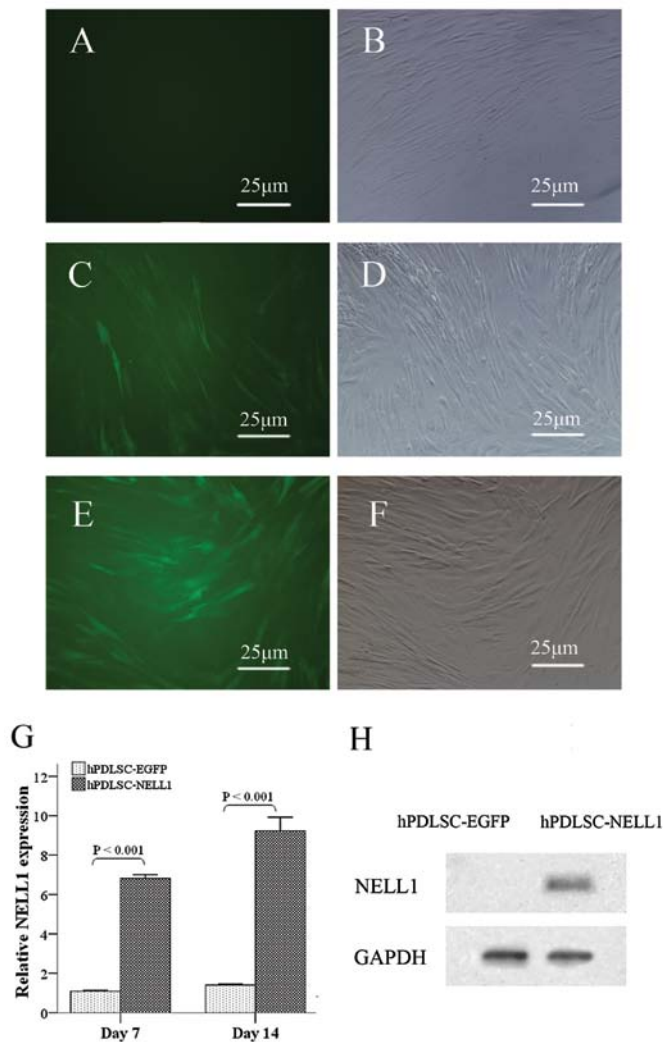 A
25μm
B
25μm
C
25μm
D
25μm
E
25μm
F
25μm
G
hPDLSC-EGFP
hPDLSC-NELL1
Relative NELL1 expression
12
10
8
6
4
2
0
P < 0.001
P < 0.001
Day 7
Day 14
H
hPDLSC-EGFP hPDLSC-NELL1
NELL1
GAPDH